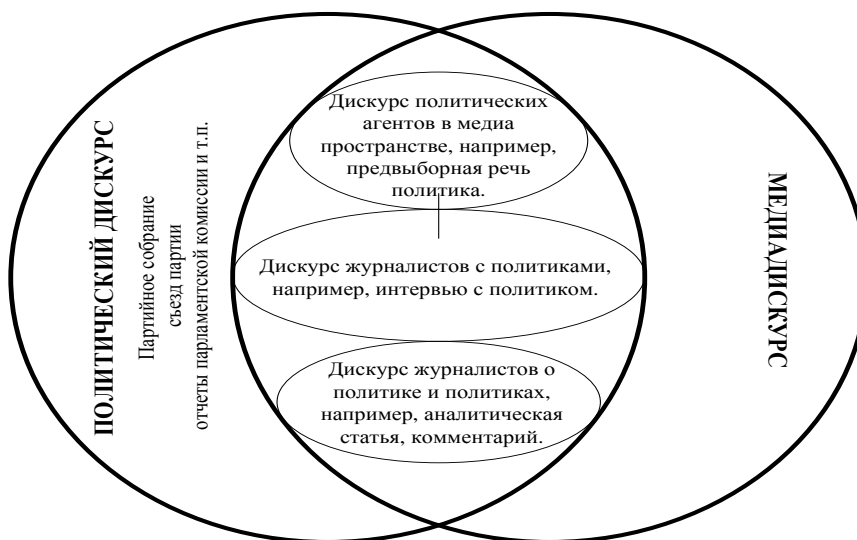 ПОЛИТИЧЕСКИЙ ДИСКУРС
Партийное собрание
съезд партии
отчеты парламентской комиссии и т.п.
Дискурс политических
агентов в медиа
пространстве, например,
предвыборная речь
политика.
Дискурс журналистов с политиками,
например, интервью с политиком.
Дискурс журналистов о
политике и политиках,
например, аналитическая
статья, комментарий.
МЕДИАДИСКУРС